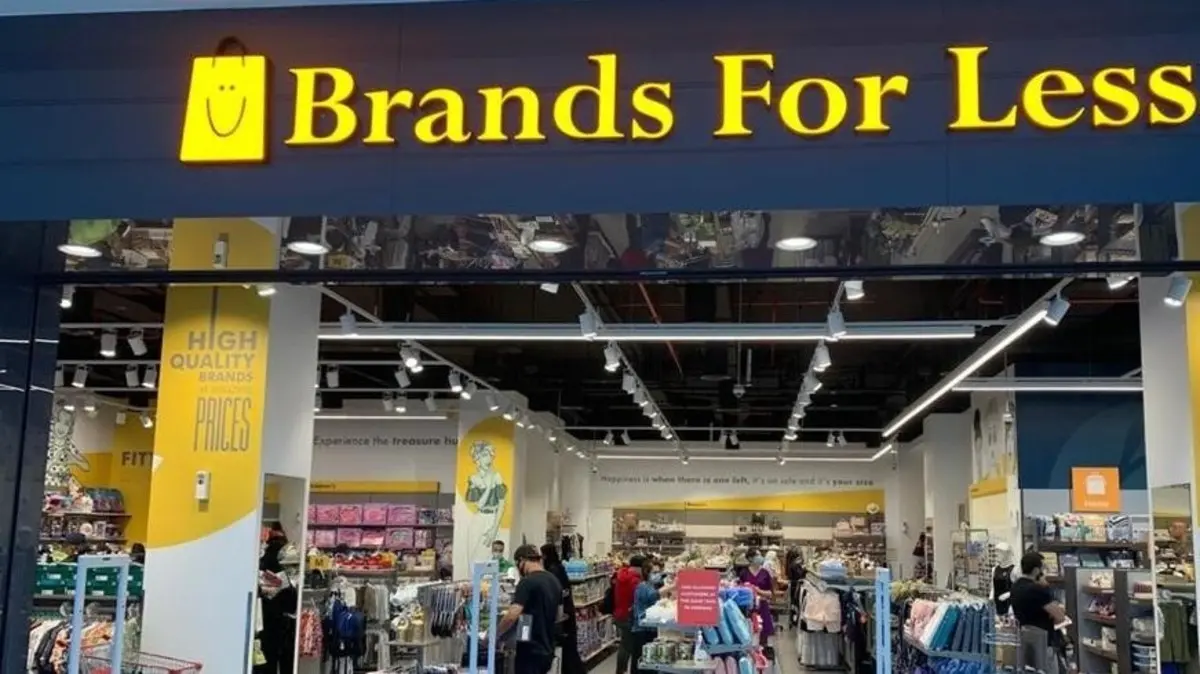 Brands For Less
HIGH
QUALITY
BRANDS
PRICES
FITT
Experience the treasure hu
Happiness is when there is one left, it's on sale and it's your size